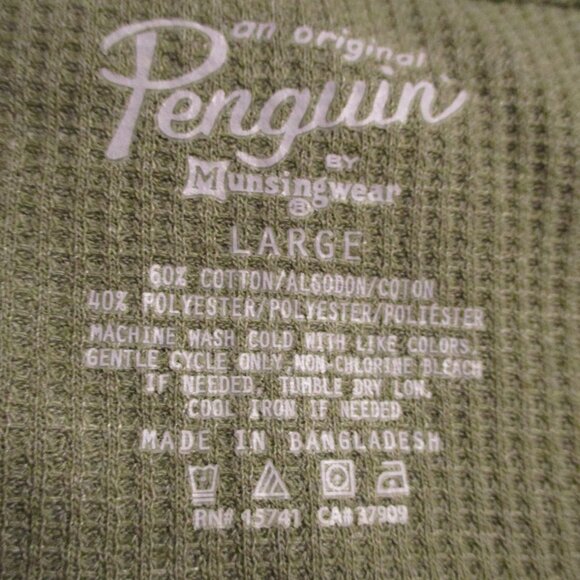 an original
Penguin
BY
Munsingwear
®
LARGE
60% COTTON/ALGODON/COTON
40% POLYESTER/POLYESTER/POLIESTER
MACHINE WASH COLD WITH LIKE COLORS,
GENTLE CYCLE ONLY, NON-CHLORINE BLEACH
IF NEEDED, TUMBLE DRY LOW,
COOL IRON IF NEEDED
MADE IN BANGLADESH
RN# 15741 CA# 37909